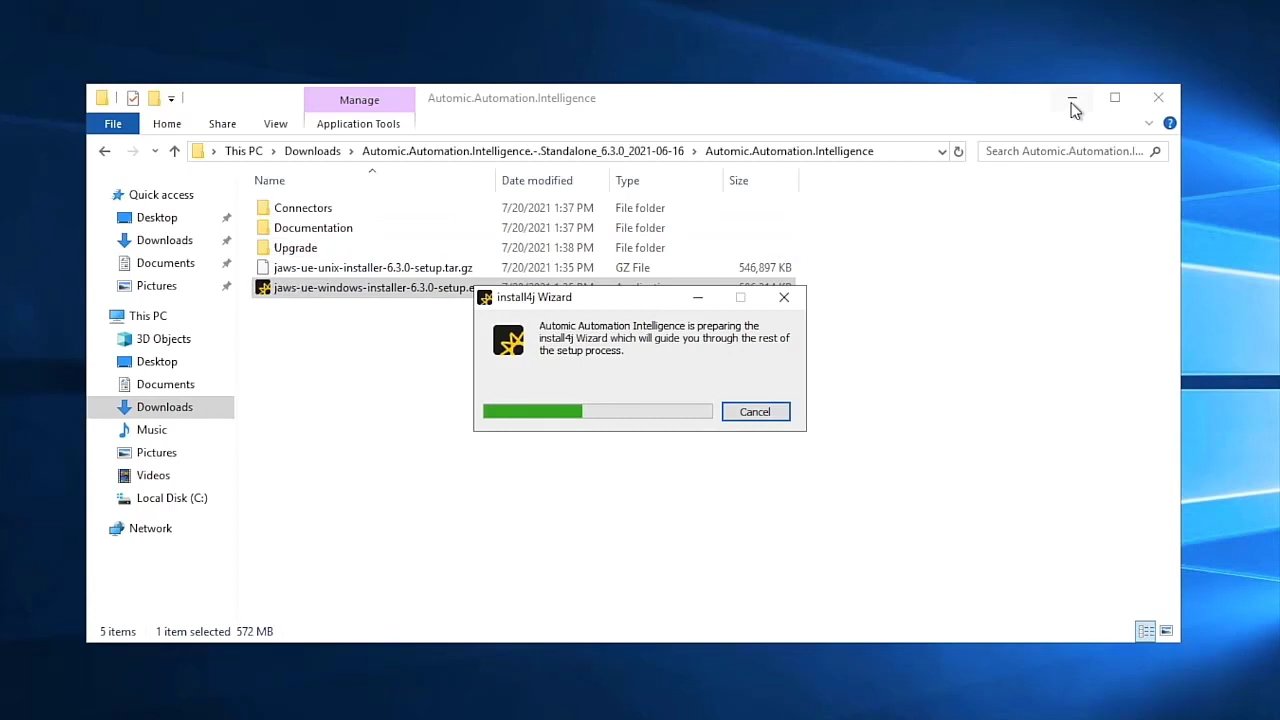 Manage
Automic.Automation.Intelligence
File
Home
Share
View
Application Tools
This PC
Downloads
Automic.Automation.Intelligence.-.Standalone_6.3.0_2021-06-16
Automic.Automation.Intelligence
Search Automic.Automation.I...
Name
Date modified
Type
Size
Quick access
Desktop
Downloads
Documents
Pictures
This PC
3D Objects
Desktop
Documents
Downloads
Music
Pictures
Videos
Local Disk (C:)
Network
Connectors 7/20/2021 1:37 PM File folder
Documentation 7/20/2021 1:37 PM File folder
Upgrade 7/20/2021 1:38 PM File folder
jaws-ue-unix-installer-6.3.0-setup.tar.gz 7/20/2021 1:35 PM GZ File 546,897 KB
jaws-ue-windows-installer-6.3.0-setup.e
install4j Wizard
Automic Automation Intelligence is preparing the
install4j Wizard which will guide you through the rest of
the setup process.
Cancel
5 items 1 item selected 572 MB